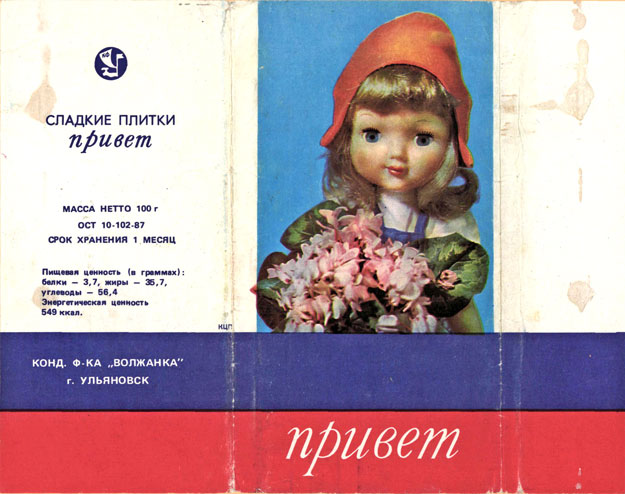 СЛАДКИЕ ПЛИТКИ
привет
МАССА НЕТТО 100 г
ОСТ 10-102-87
СРОК ХРАНЕНИЯ 1 МЕСЯЦ
Пищевая ценность (в граммах):
белки — 3,7, жиры — 35,7,
углеводы — 56,4
Энергетическая ценность
549 ккал.
КЦП
КОНД. Ф-КА „ВОЛЖАНКА"
г. УЛЬЯНОВСК
привет